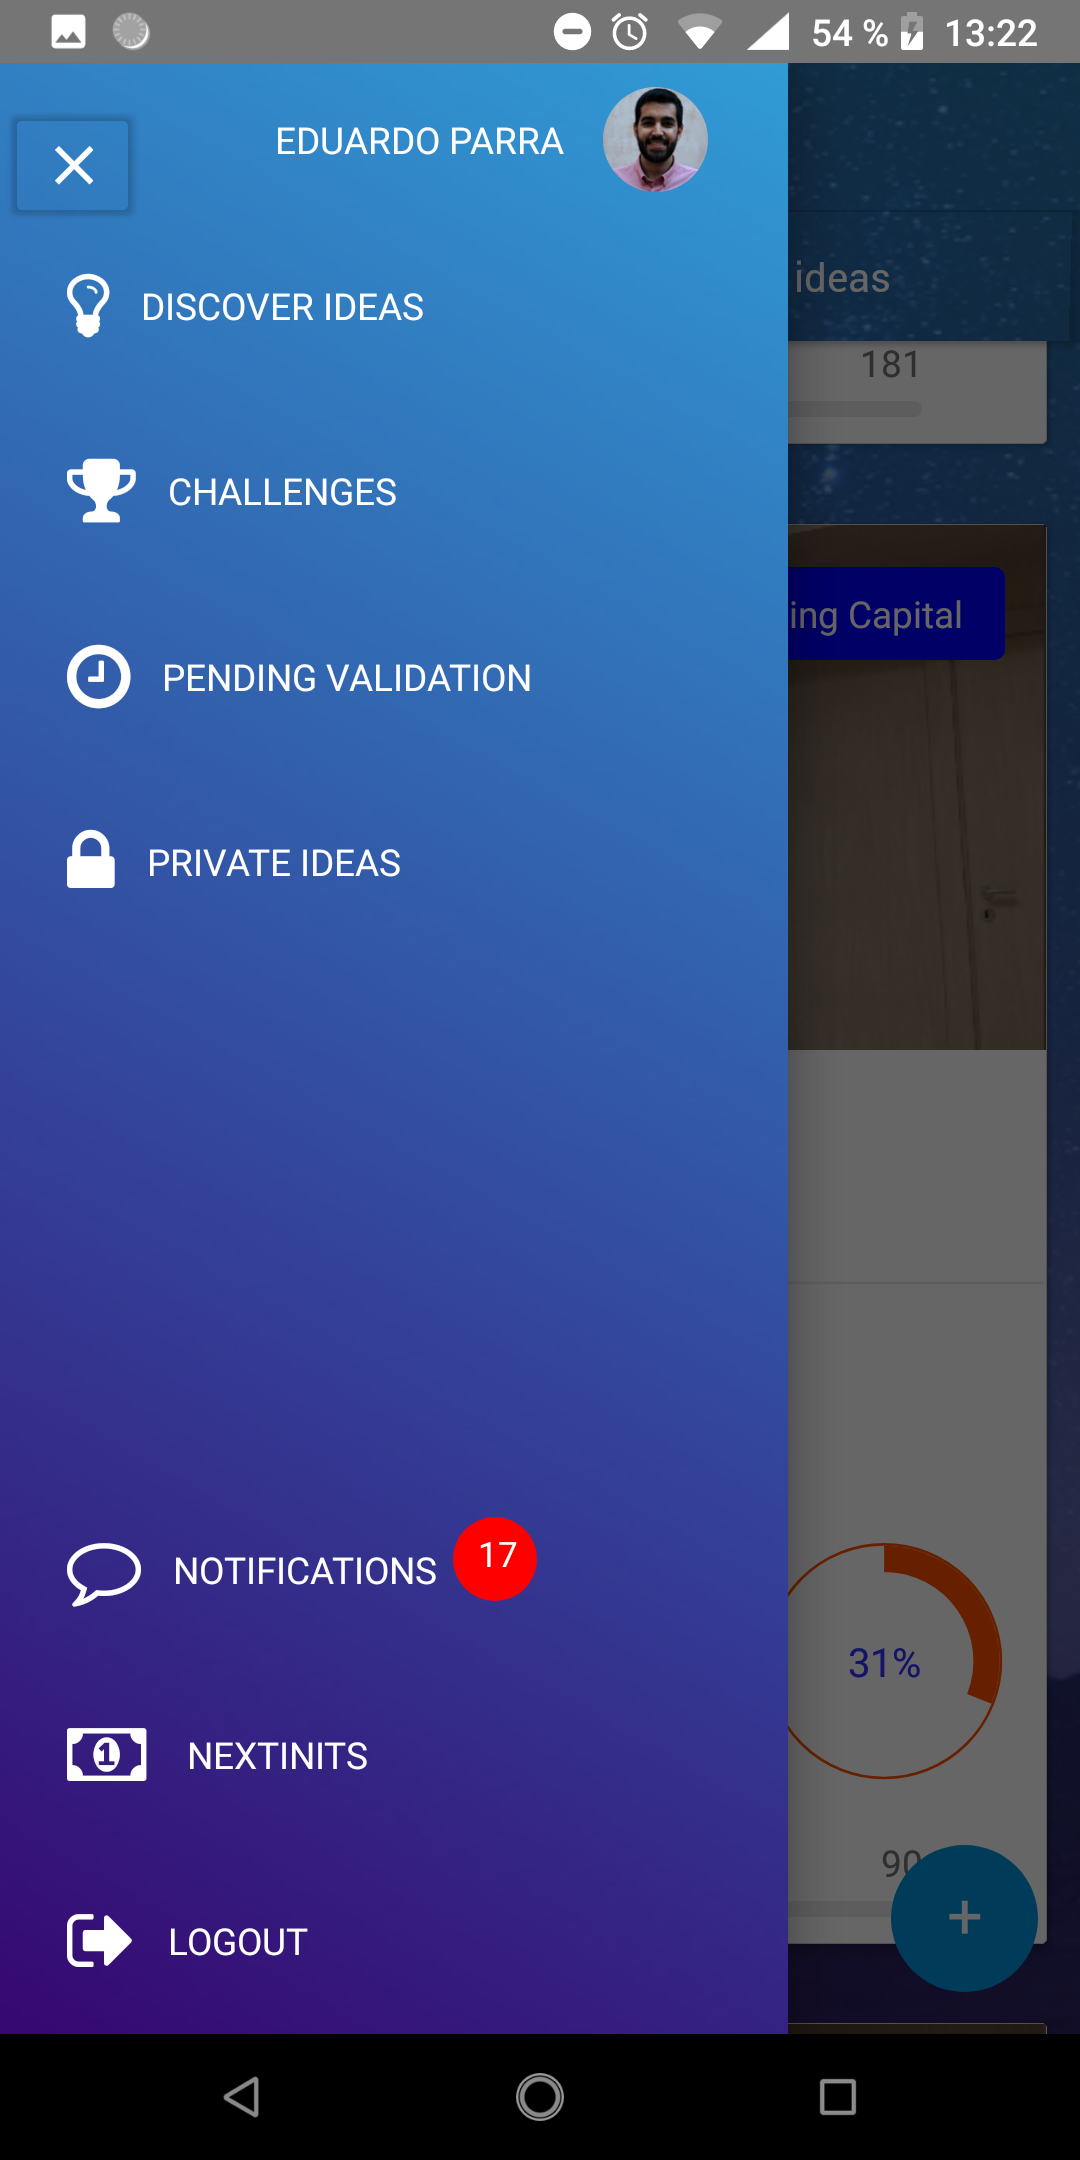 54 % 13:22
EDUARDO PARRA
DISCOVER IDEAS
ideas
181
CHALLENGES
ing Capital
PENDING VALIDATION
PRIVATE IDEAS
NOTIFICATIONS 17
31%
1 NEXTINITS
90
+
LOGOUT